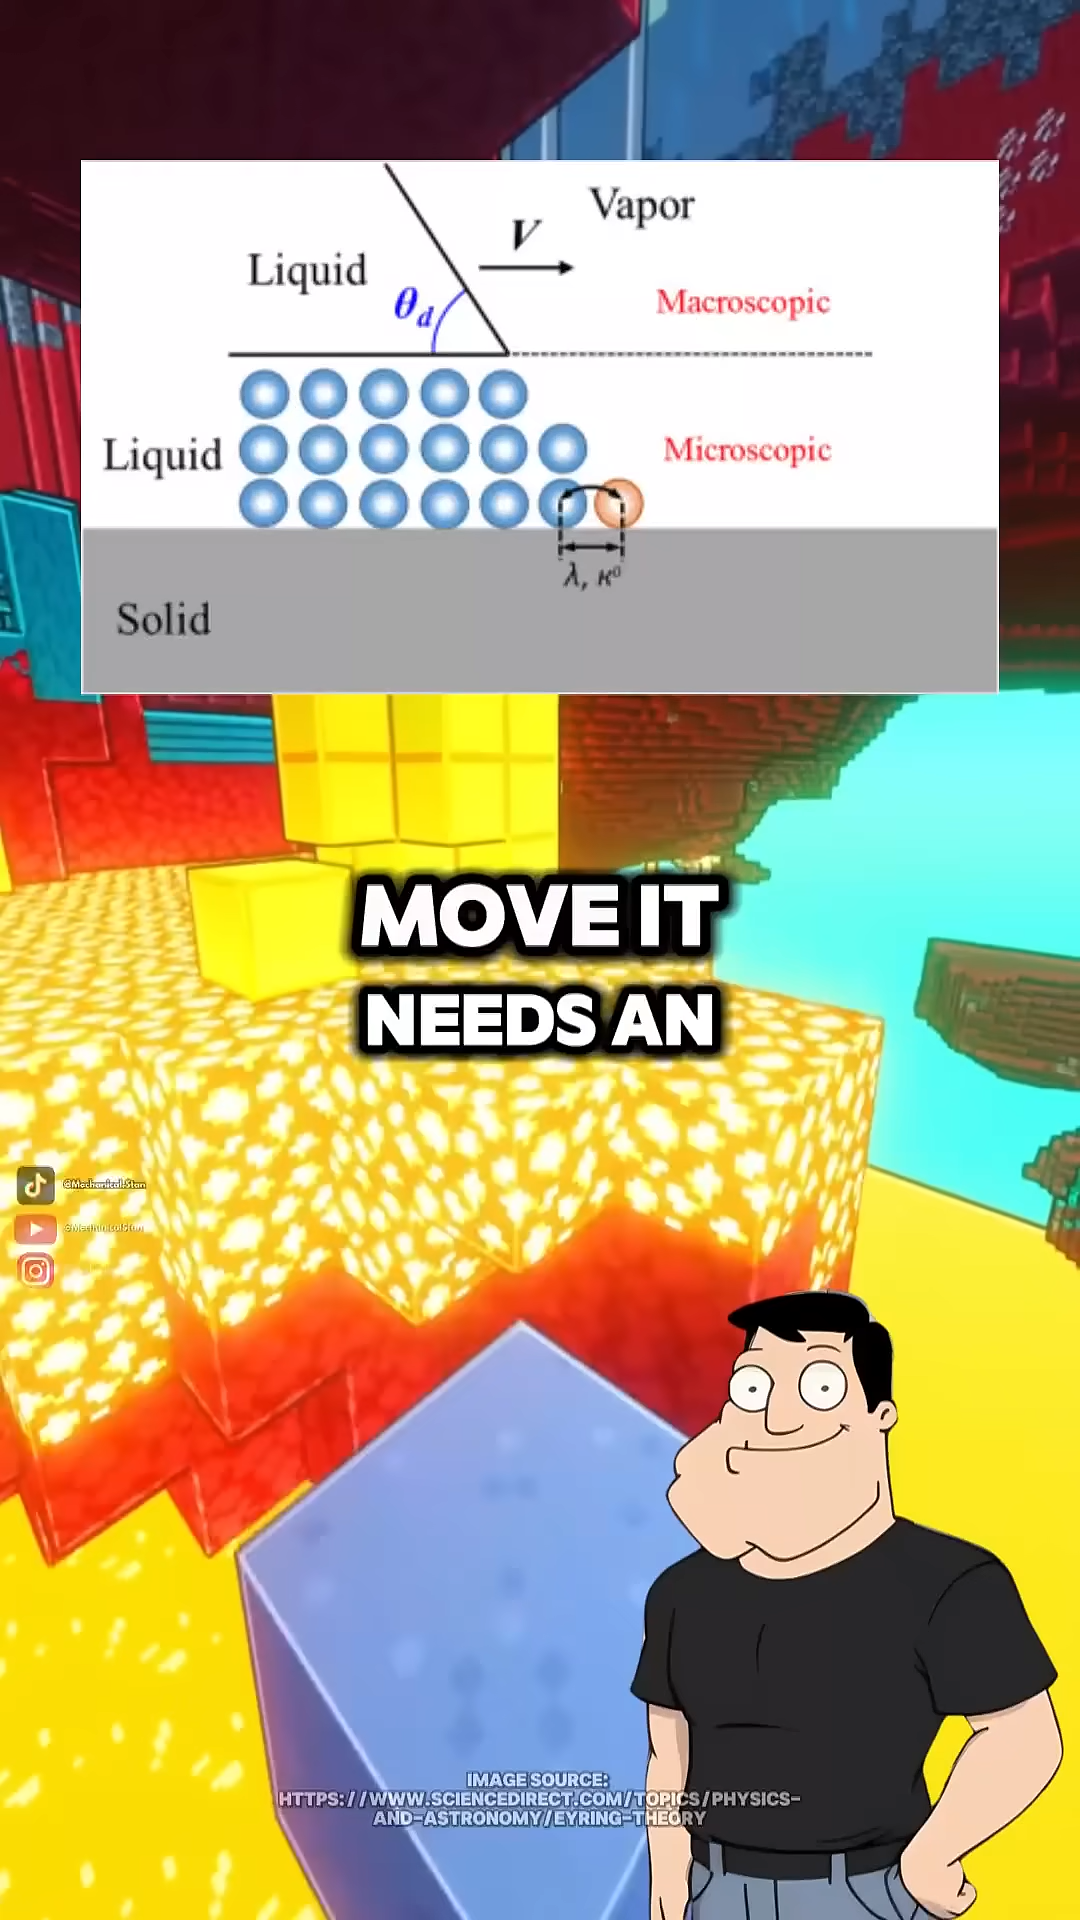 Vapor
V
Liquid
θd
Macroscopic
Liquid
Microscopic
λ, κ⁰
Solid
MOVE IT
NEEDS AN
@MechanicalStan
@MechanicalStan
IMAGE SOURCE:
HTTPS://WWW.SCIENCEDIRECT.COM/TOPICS/PHYSICS-
AND-ASTRONOMY/EYRING-THEORY